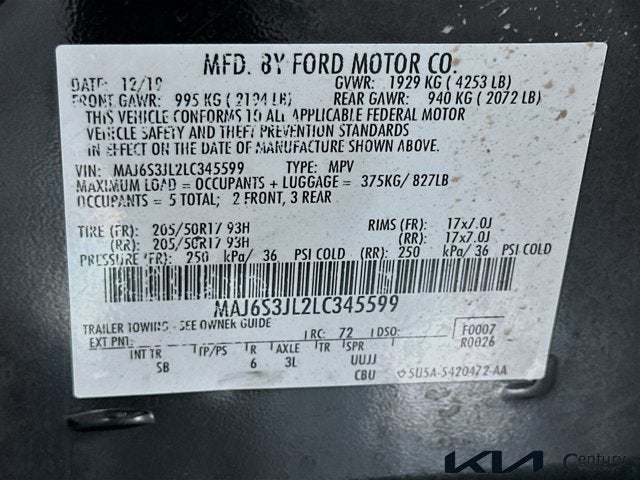 MFD. BY FORD MOTOR CO.
DATE: 12/19 GVWR: 1929 KG ( 4253 LB)
FRONT GAWR: 995 KG ( 2194 LB) REAR GAWR: 940 KG ( 2072 LB)
THIS VEHICLE CONFORMS TO ALL APPLICABLE FEDERAL MOTOR
VEHICLE SAFETY AND THEFT PREVENTION STANDARDS
IN EFFECT ON THE DATE OF MANUFACTURE SHOWN ABOVE.
VIN: MAJ6S3JL2LC345599 TYPE: MPV
MAXIMUM LOAD = OCCUPANTS + LUGGAGE = 375KG/ 827LB
OCCUPANTS = 5 TOTAL; 2 FRONT, 3 REAR
TIRE (FR): 205/50R17 93H RIMS (FR): 17x7.0J
(RR): 205/50R17 93H (RR): 17x7.0J
PRESSURE (FR): 250 kPa/ 36 PSI COLD (RR): 250 kPa/ 36 PSI COLD
MAJ6S3JL2LC345599
TRAILER TOWING - SEE OWNER GUIDE
EXT PNT: RC: 72 DSO: F0007
R0026
INT TR TP/PS R AXLE TR SPR
SB 6 3L UUJJ
CBU 5U5A-5420472-AA
KIA Century